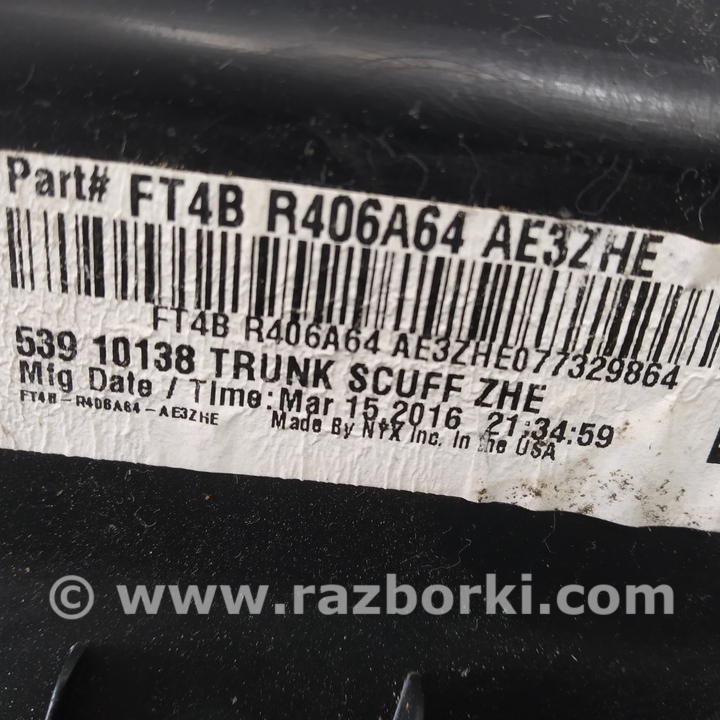 Part# FT4B R406A64 AE3ZHE
FT4B R406A64 AE3ZHE077329864
539 10138 TRUNK SCUFF ZHE
Mfg Date / Time: Mar 15 2016 21:34:59
FT4B-R406A64-AE3ZHE Made By NYX Inc. In the USA
© www.razborki.com